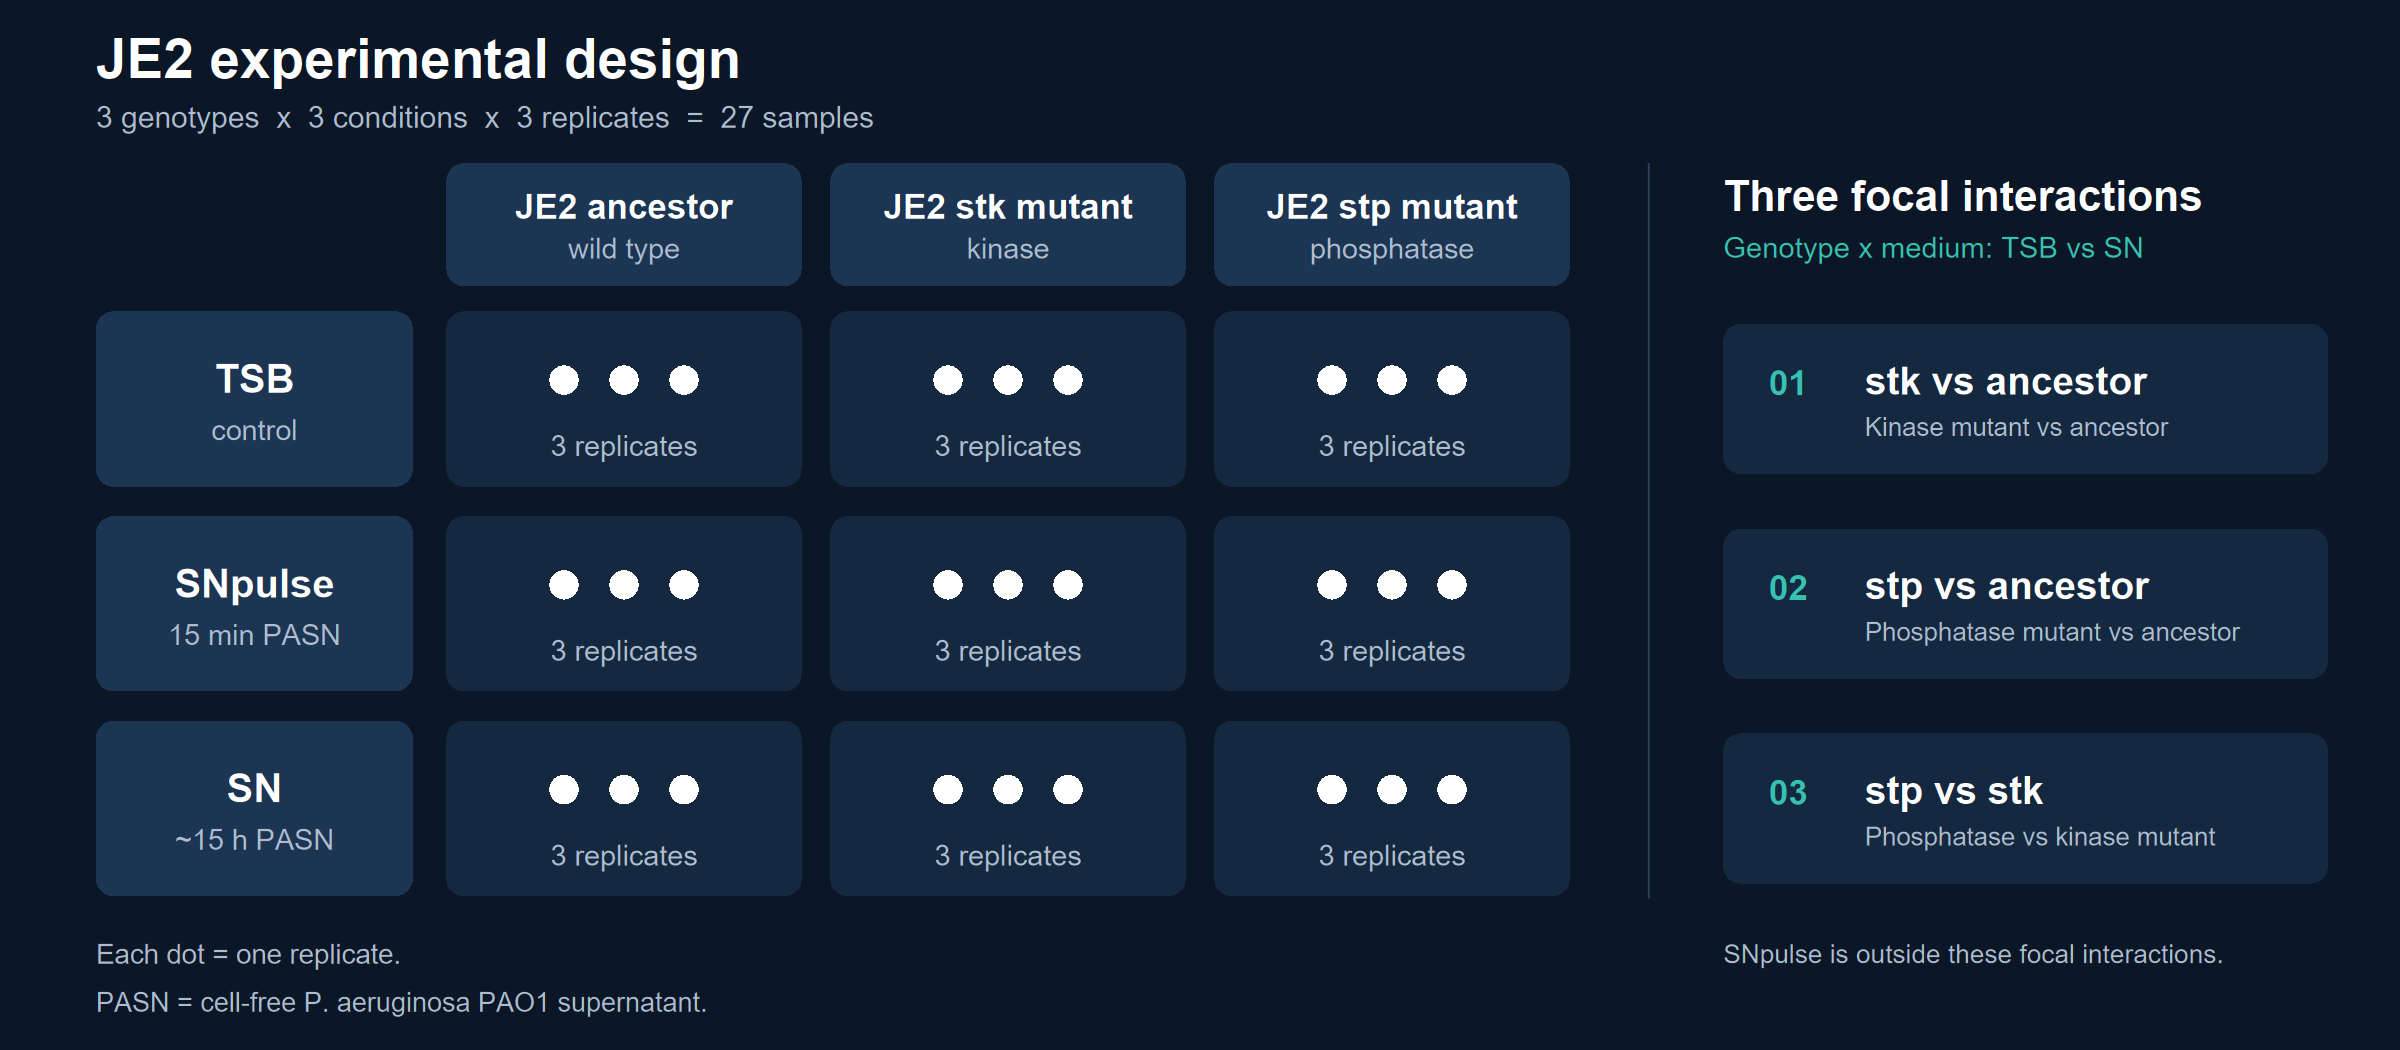 JE2 experimental design
3 genotypes x 3 conditions x 3 replicates = 27 samples
JE2 ancestor
wild type
JE2 stk mutant
kinase
JE2 stp mutant
phosphatase
TSB
control
3 replicates
3 replicates
3 replicates
SNpulse
15 min PASN
3 replicates
3 replicates
3 replicates
SN
~15 h PASN
3 replicates
3 replicates
3 replicates
Each dot = one replicate.
PASN = cell-free P. aeruginosa PAO1 supernatant.
Three focal interactions
Genotype x medium: TSB vs SN
01
stk vs ancestor
Kinase mutant vs ancestor
02
stp vs ancestor
Phosphatase mutant vs ancestor
03
stp vs stk
Phosphatase vs kinase mutant
SNpulse is outside these focal interactions.